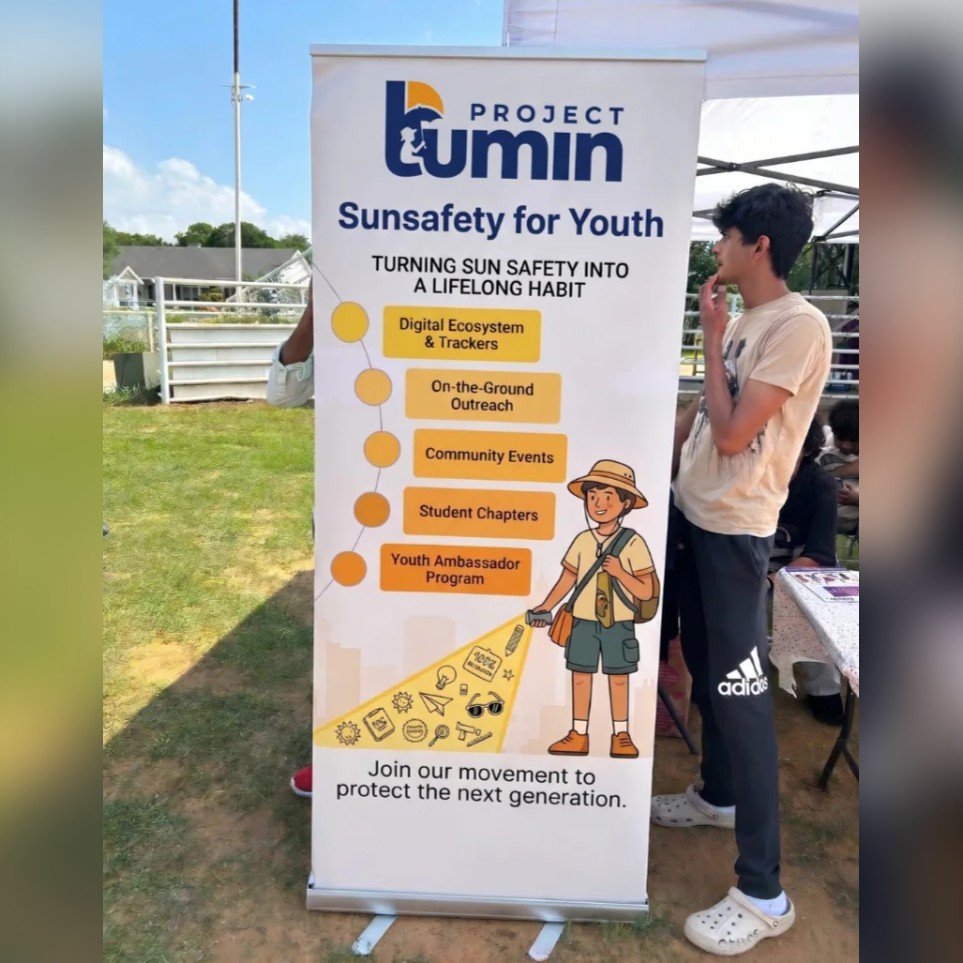 PROJECT
Lumin
Sunsafety for Youth
TURNING SUN SAFETY INTO
A LIFELONG HABIT
Digital Ecosystem
& Trackers
On-the-Ground
Outreach
Community Events
Student Chapters
Youth Ambassador
Program
Join our movement to
protect the next generation.
adidas